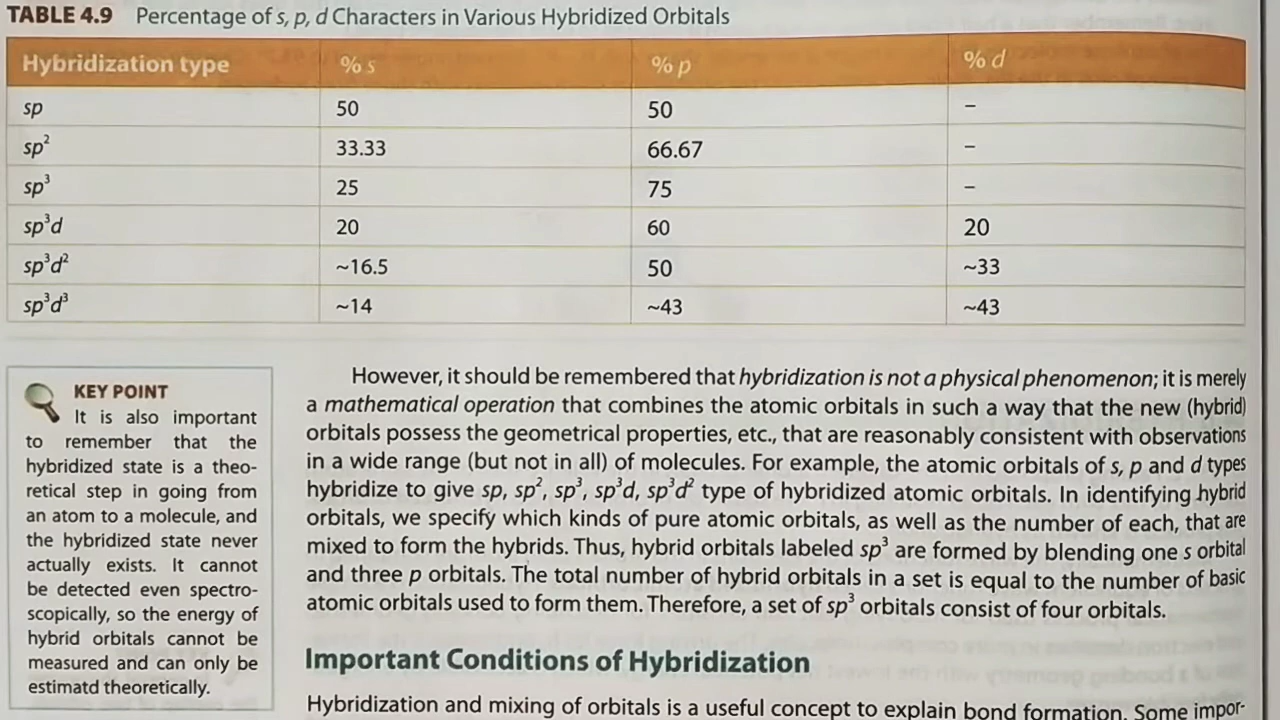 TABLE 4.9 Percentage of s, p, d Characters in Various Hybridized Orbitals
Hybridization type % s % p % d
sp 50 50 –
sp² 33.33 66.67 –
sp³ 25 75 –
sp³d 20 60 20
sp³d² ~16.5 50 ~33
sp³d³ ~14 ~43 ~43
KEY POINT
It is also important
to remember that the
hybridized state is a theo-
retical step in going from
an atom to a molecule, and
the hybridized state never
actually exists. It cannot
be detected even spectro-
scopically, so the energy of
hybrid orbitals cannot be
measured and can only be
estimatd theoretically.
However, it should be remembered that hybridization is not a physical phenomenon; it is merely
a mathematical operation that combines the atomic orbitals in such a way that the new (hybrid)
orbitals possess the geometrical properties, etc., that are reasonably consistent with observations
in a wide range (but not in all) of molecules. For example, the atomic orbitals of s, p and d types
hybridize to give sp, sp², sp³, sp³d, sp³d² type of hybridized atomic orbitals. In identifying hybrid
orbitals, we specify which kinds of pure atomic orbitals, as well as the number of each, that are
mixed to form the hybrids. Thus, hybrid orbitals labeled sp³ are formed by blending one s orbital
and three p orbitals. The total number of hybrid orbitals in a set is equal to the number of basic
atomic orbitals used to form them. Therefore, a set of sp³ orbitals consist of four orbitals.
Important Conditions of Hybridization
Hybridization and mixing of orbitals is a useful concept to explain bond formation. Some impor-